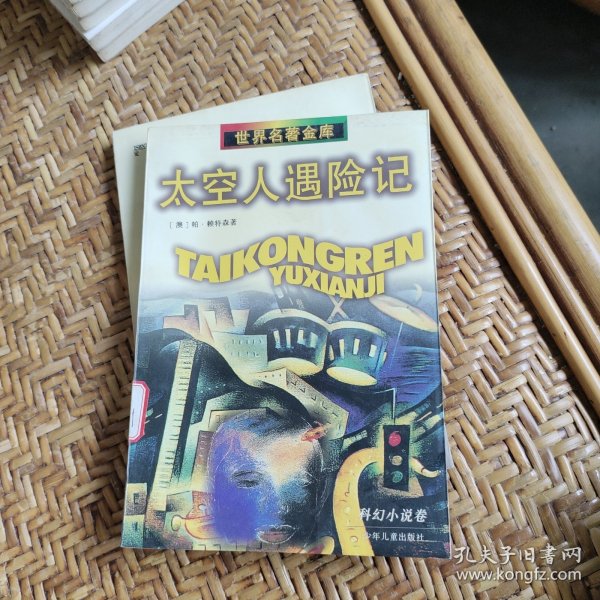 世界名著金库
太空人遇险记
[澳]帕·赖特森著
TAIKONGREN
YUXIANJI
科幻小说卷
少年儿童出版社
孔夫子旧书网
www.kongfz.com